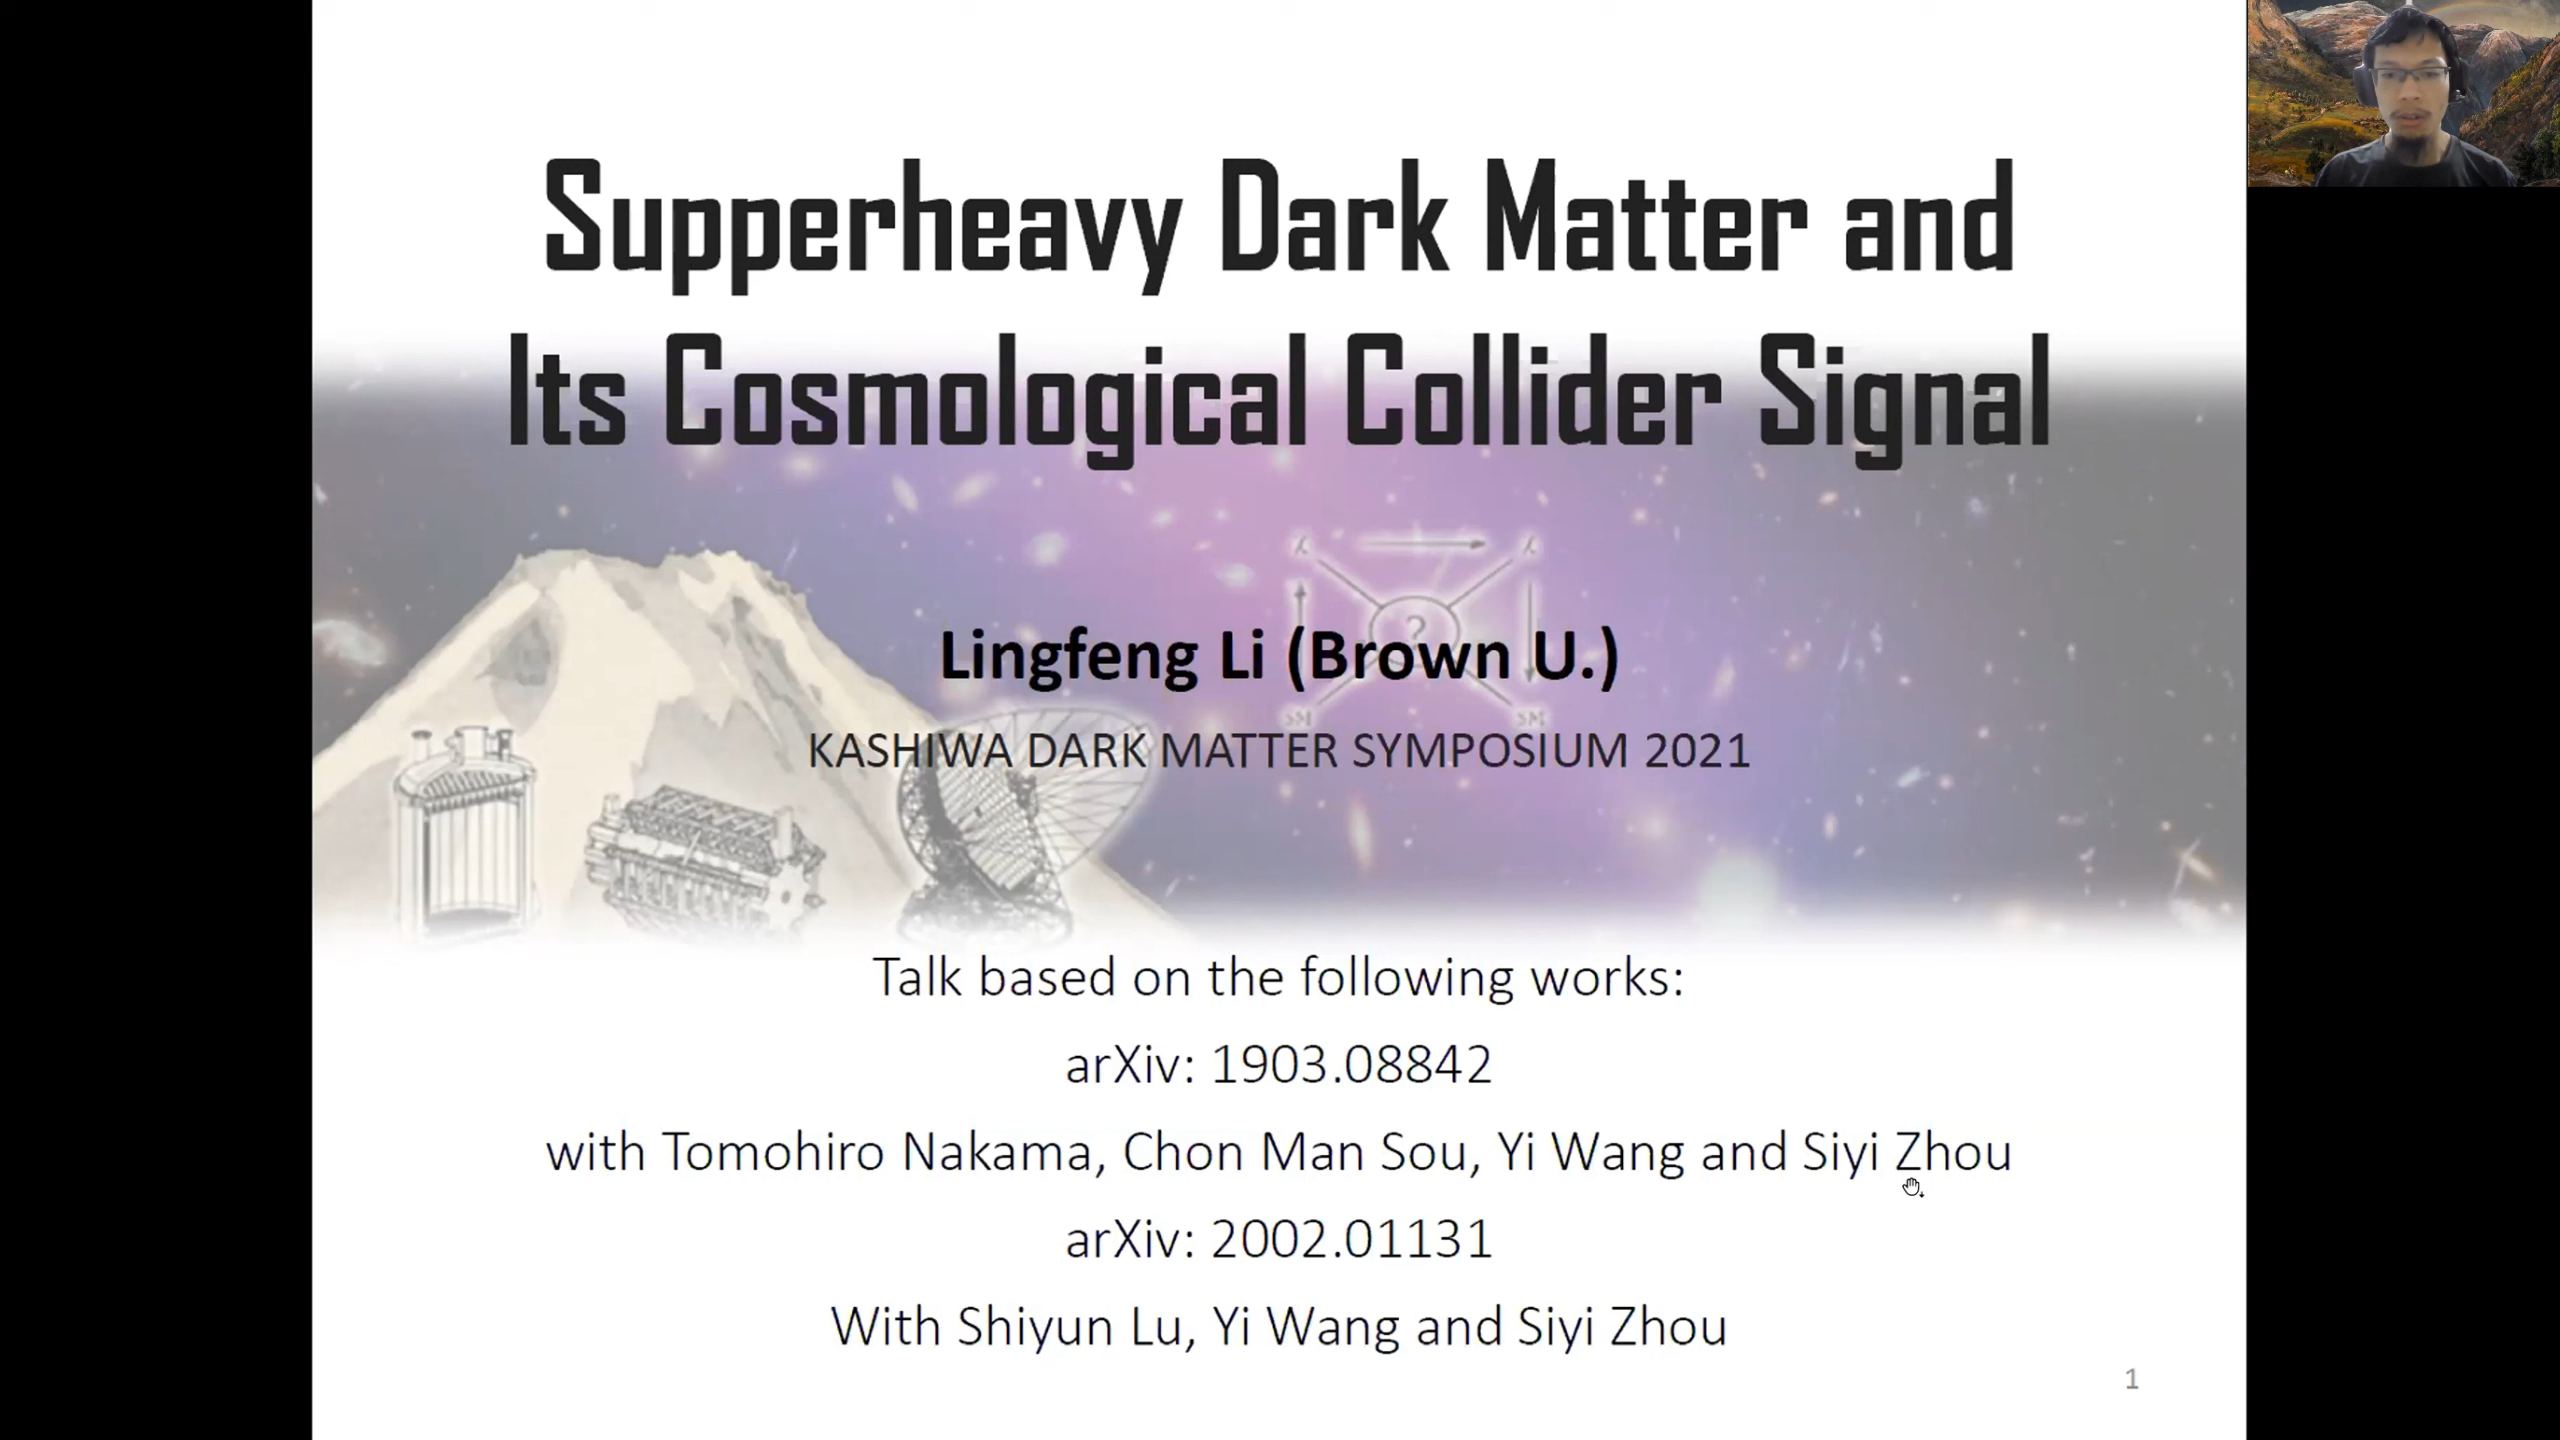 Supperheavy Dark Matter and
Its Cosmological Collider Signal
?
Lingfeng Li (Brown U.)
SM SM
KASHIWA DARK MATTER SYMPOSIUM 2021
Talk based on the following works:
arXiv: 1903.08842
with Tomohiro Nakama, Chon Man Sou, Yi Wang and Siyi Zhou
arXiv: 2002.01131
With Shiyun Lu, Yi Wang and Siyi Zhou
1